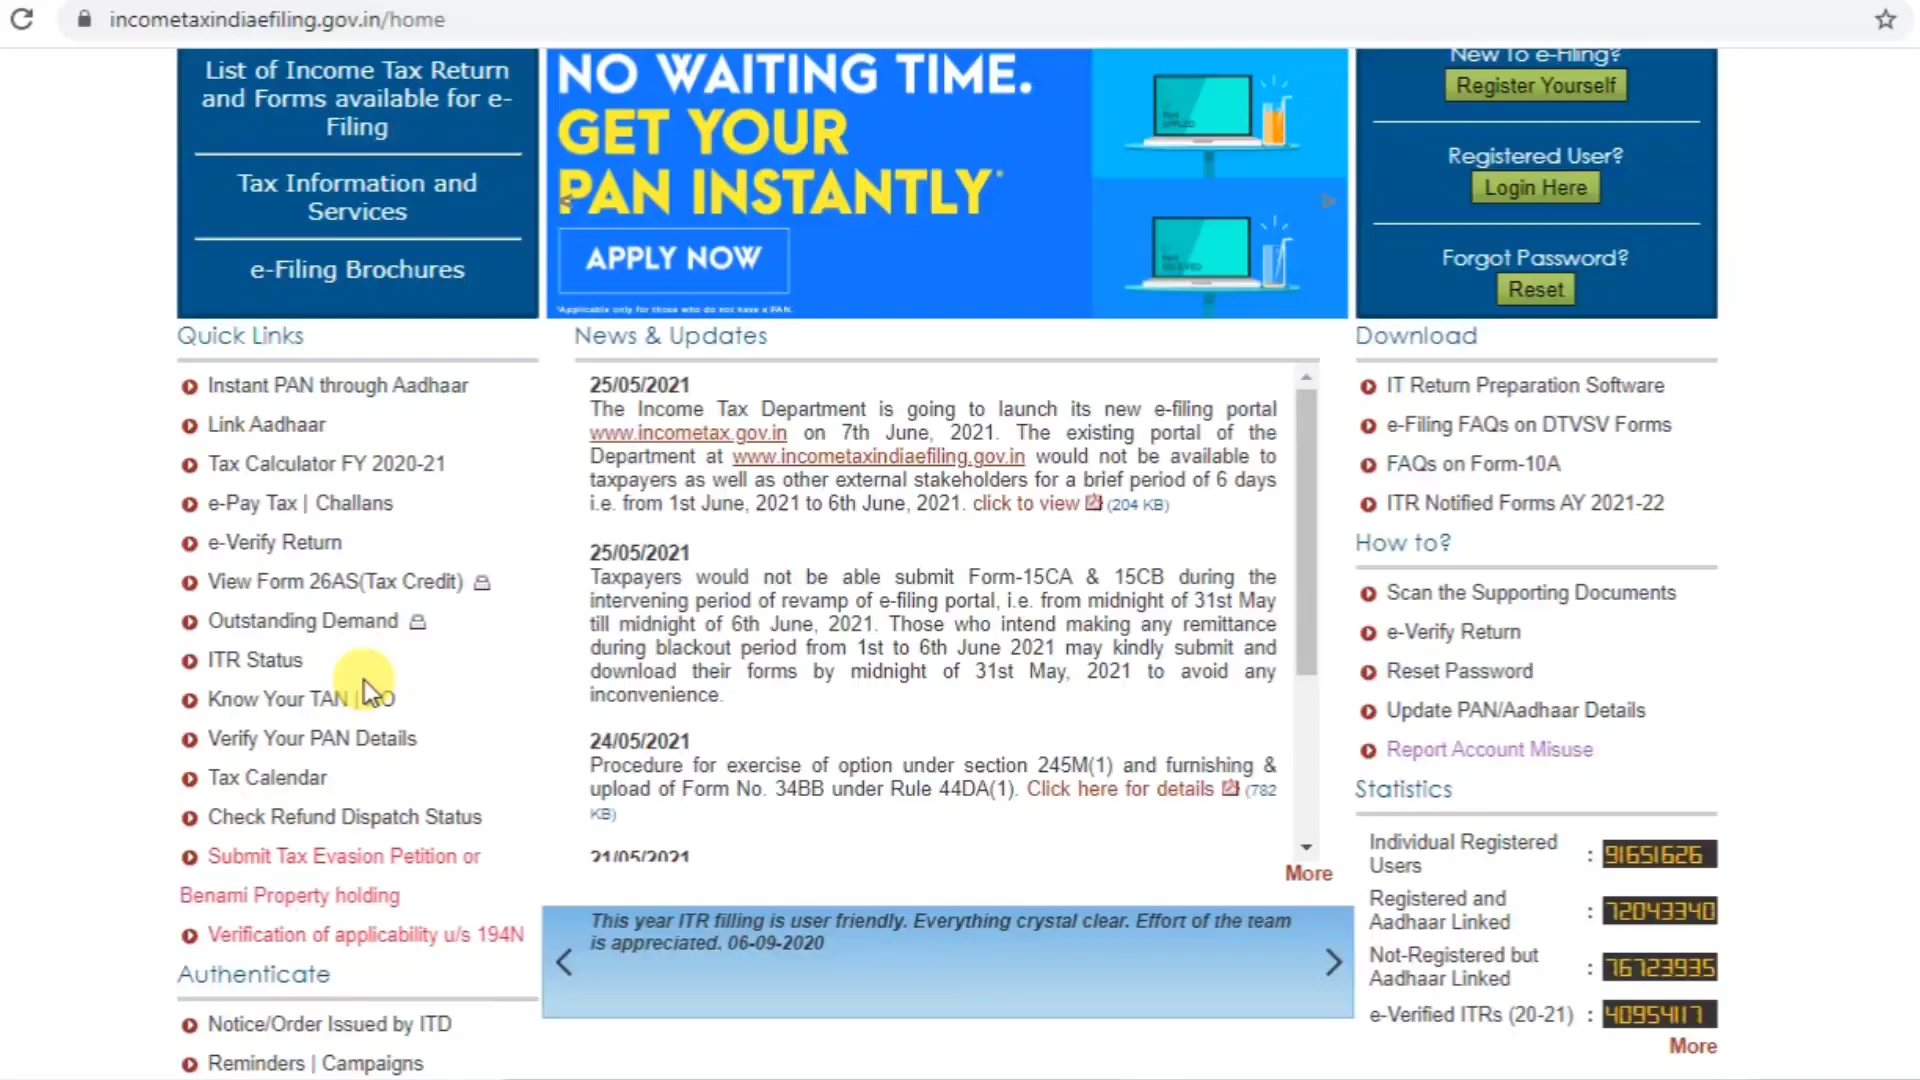 incometaxindiaefiling.gov.in/home
List of Income Tax Return
and Forms available for e-
Filing
Tax Information and
Services
e-Filing Brochures
NO WAITING TIME.
GET YOUR
PAN INSTANTLY*
APPLY NOW
*Applicable only for those who do not have a PAN.
New To e-Filing?
Register Yourself
Registered User?
Login Here
Forgot Password?
Reset
Quick Links
Instant PAN through Aadhaar
Link Aadhaar
Tax Calculator FY 2020-21
e-Pay Tax | Challans
e-Verify Return
View Form 26AS(Tax Credit)
Outstanding Demand
ITR Status
Know Your TAN |
Verify Your PAN Details
Tax Calendar
Check Refund Dispatch Status
Submit Tax Evasion Petition or
Benami Property holding
Verification of applicability u/s 194N
Authenticate
Notice/Order Issued by ITD
Reminders | Campaigns
News & Updates
25/05/2021
The Income Tax Department is going to launch its new e-filing portal
www.incometax.gov.in on 7th June, 2021. The existing portal of the
Department at www.incometaxindiaefiling.gov.in would not be available to
taxpayers as well as other external stakeholders for a brief period of 6 days
i.e. from 1st June, 2021 to 6th June, 2021. click to view (204 KB)
25/05/2021
Taxpayers would not be able submit Form-15CA & 15CB during the
intervening period of revamp of e-filing portal, i.e. from midnight of 31st May
till midnight of 6th June, 2021. Those who intend making any remittance
during blackout period from 1st to 6th June 2021 may kindly submit and
download their forms by midnight of 31st May, 2021 to avoid any
inconvenience.
24/05/2021
Procedure for exercise of option under section 245M(1) and furnishing &
upload of Form No. 34BB under Rule 44DA(1). Click here for details (782
KB)
21/05/2021
More
This year ITR filling is user friendly. Everything crystal clear. Effort of the team
is appreciated. 06-09-2020
Download
IT Return Preparation Software
e-Filing FAQs on DTVSV Forms
FAQs on Form-10A
ITR Notified Forms AY 2021-22
How to?
Scan the Supporting Documents
e-Verify Return
Reset Password
Update PAN/Aadhaar Details
Report Account Misuse
Statistics
Individual Registered
Users : 91651626
Registered and
Aadhaar Linked : 72043340
Not-Registered but
Aadhaar Linked : 76723935
e-Verified ITRs (20-21) : 40954117
More